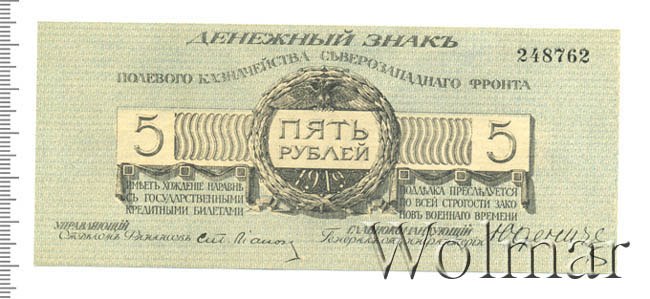 ДЕНЕЖНЫЙ ЗНАКЪ
248762
ПОЛЕВОГО КАЗНАЧЕЙСТВА СѢВЕРОЗАПАДНАГО ФРОНТА
5 ПЯТЬ 5
РУБЛЕЙ
1919
ИМѢЕТЪ ХОЖДЕНІЕ НАРАВНѢ
СЪ ГОСУДАРСТВЕННЫМИ
КРЕДИТНЫМИ БИЛЕТАМИ
ПОДДѢЛКА ПРЕСЛѢДУЕТСЯ
ПО ВСЕЙ СТРОГОСТИ ЗАКО
НОВЪ ВОЕННАГО ВРЕМЕНИ
УПРАВЛЯЮЩІЙ
ГЛАВНОКОМАНДУЮЩІЙ
Wolmar